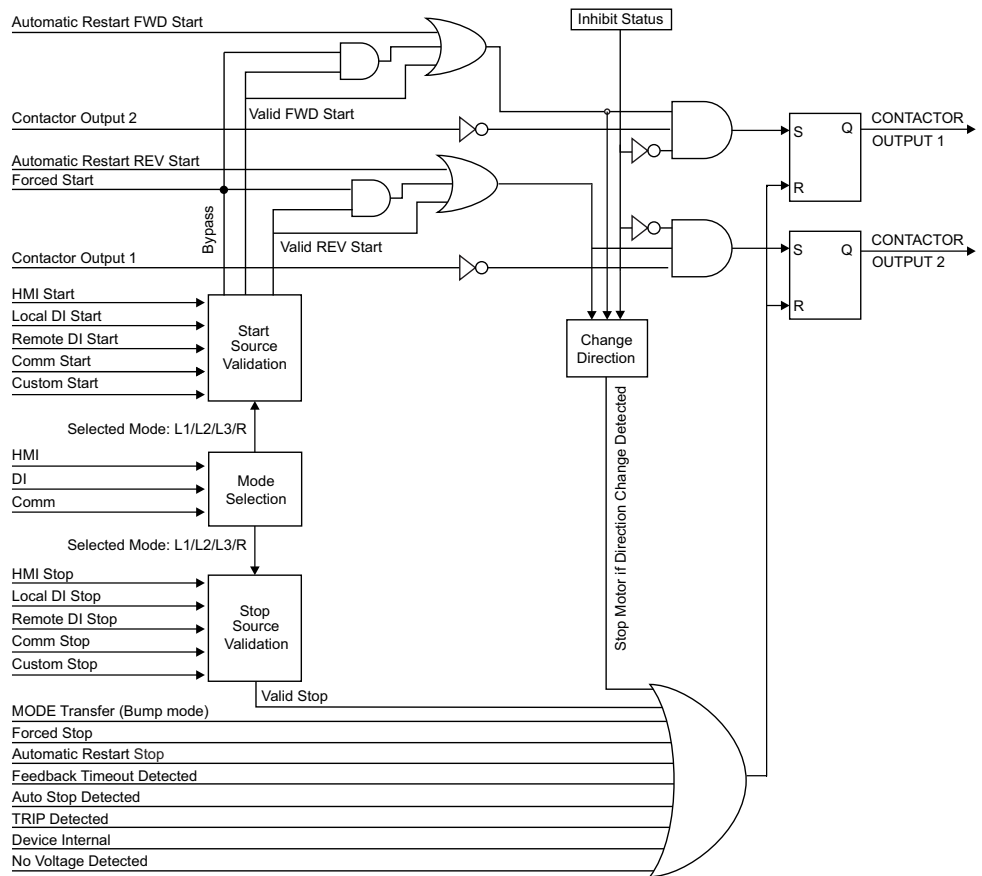 Automatic Restart FWD Start
Inhibit Status
Valid FWD Start
Contactor Output 2
S
Q
CONTACTOR
OUTPUT 1
R
Automatic Restart REV Start
Forced Start
Bypass
Valid REV Start
Contactor Output 1
S
Q
CONTACTOR
OUTPUT 2
R
HMI Start
Local DI Start
Remote DI Start
Comm Start
Custom Start
Start
Source
Validation
Change
Direction
Selected Mode: L1/L2/L3/R
HMI
DI
Comm
Mode
Selection
Stop Motor if Direction Change Detected
Selected Mode: L1/L2/L3/R
HMI Stop
Local DI Stop
Remote DI Stop
Comm Stop
Custom Stop
Stop
Source
Validation
Valid Stop
MODE Transfer (Bump mode)
Forced Stop
Automatic Restart Stop
Feedback Timeout Detected
Auto Stop Detected
TRIP Detected
Device Internal
No Voltage Detected